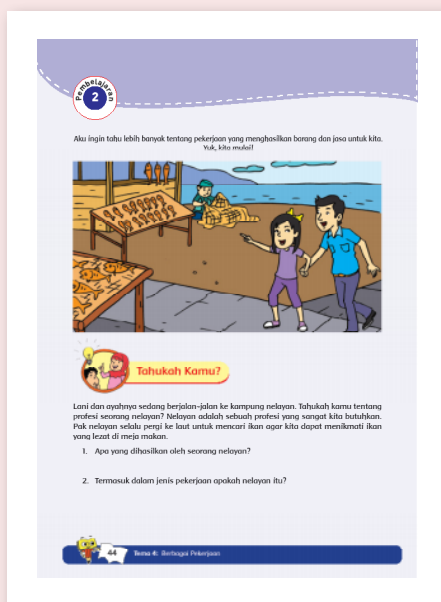 Pembelajaran
2
Aku ingin tahu lebih banyak tentang pekerjaan yang menghasilkan barang dan jasa untuk kita.
Yuk, kita mulai!
Tahukah Kamu?
Lani dan ayahnya sedang berjalan-jalan ke kampung nelayan. Tahukah kamu tentang
profesi seorang nelayan? Nelayan adalah sebuah profesi yang sangat kita butuhkan.
Pak nelayan selalu pergi ke laut untuk mencari ikan agar kita dapat menikmati ikan
yang lezat di meja makan.
1. Apa yang dihasilkan oleh seorang nelayan?
2. Termasuk dalam jenis pekerjaan apakah nelayan itu?
44 Tema 4: Berbagai Pekerjaan